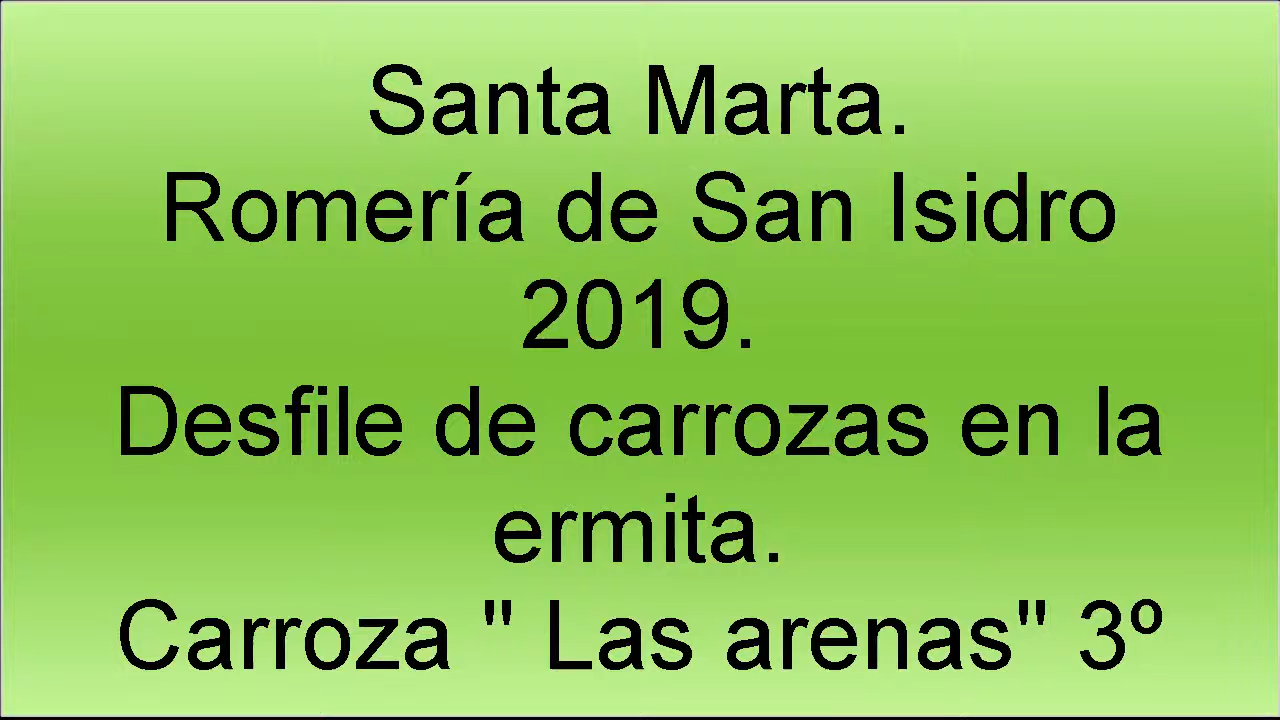 Santa Marta.
Romería de San Isidro
2019.
Desfile de carrozas en la
ermita.
Carroza " Las arenas" 3º